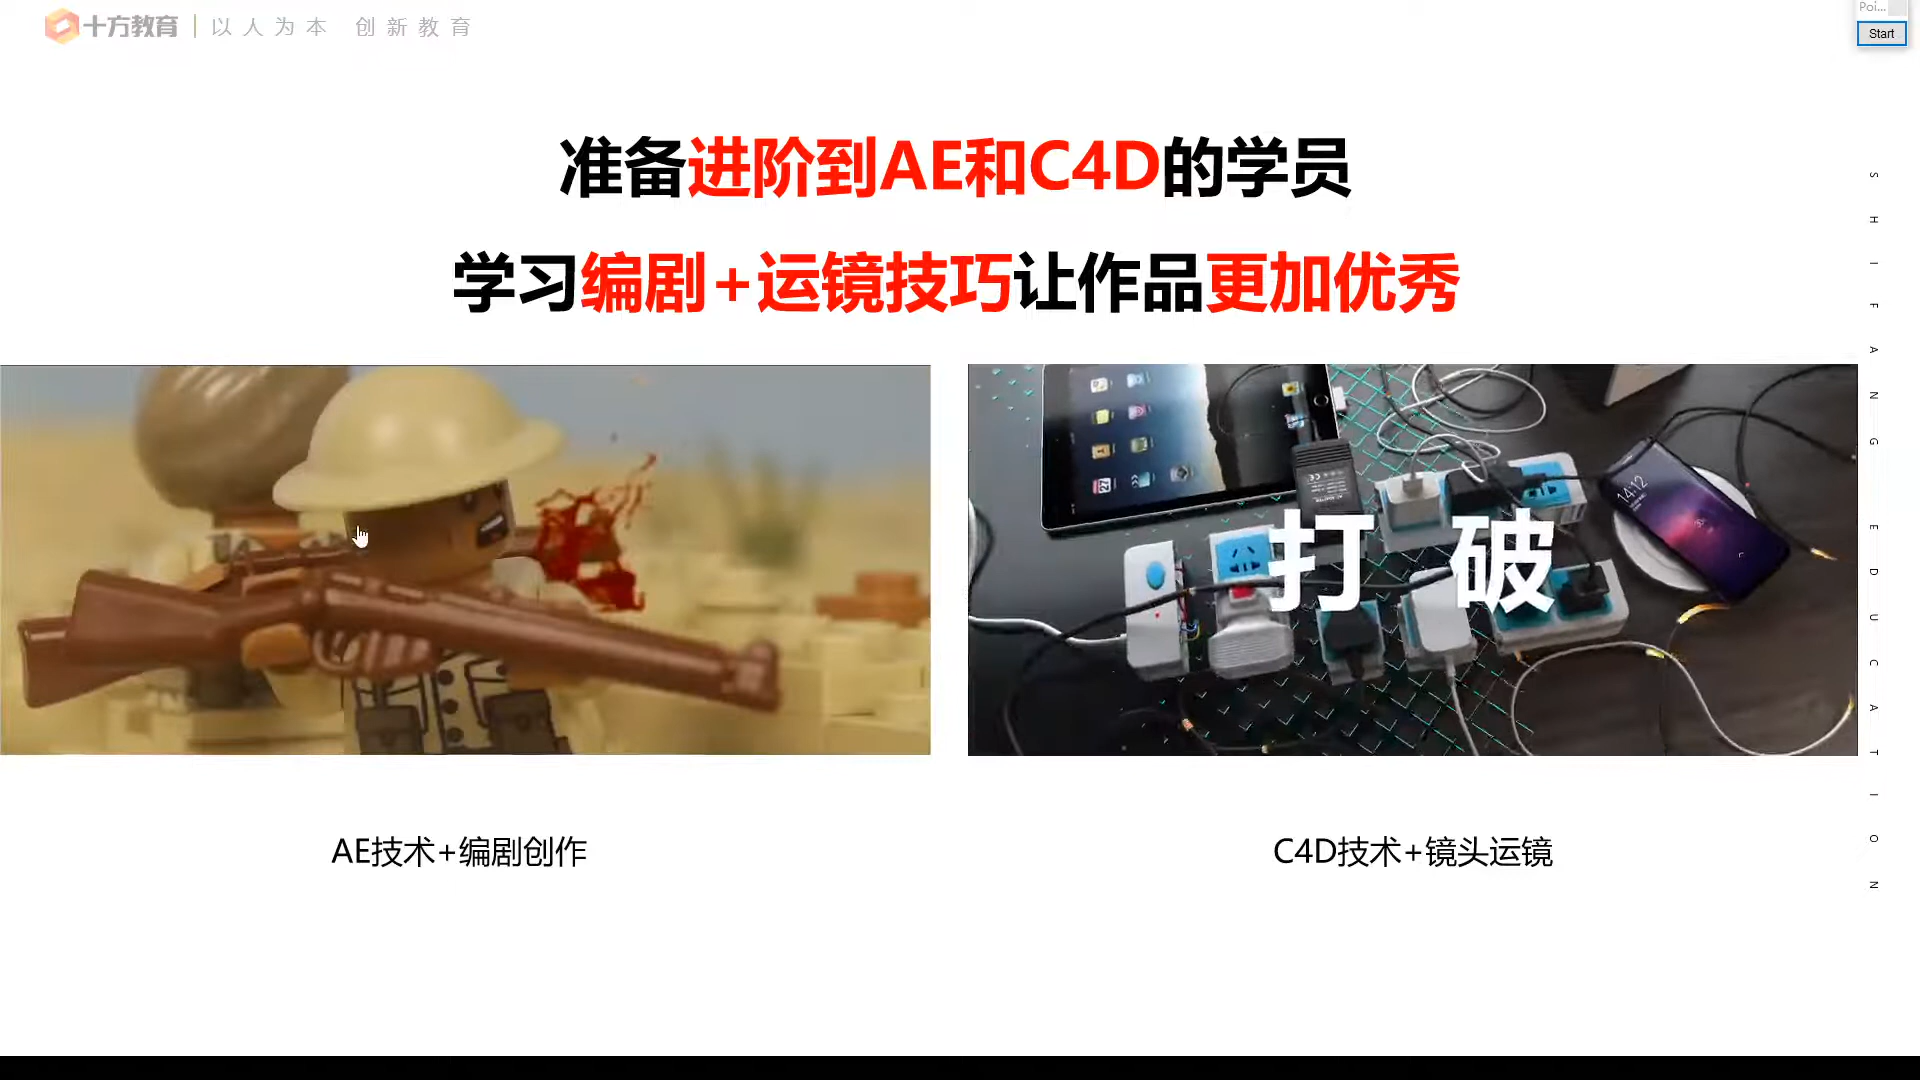 十方教育 以人为本 创新教育
Poi...
Start
准备进阶到AE和C4D的学员
学习编剧+运镜技巧让作品更加优秀
14:12
打 破
AE技术+编剧创作
C4D技术+镜头运镜
SHIFANG EDUCATION